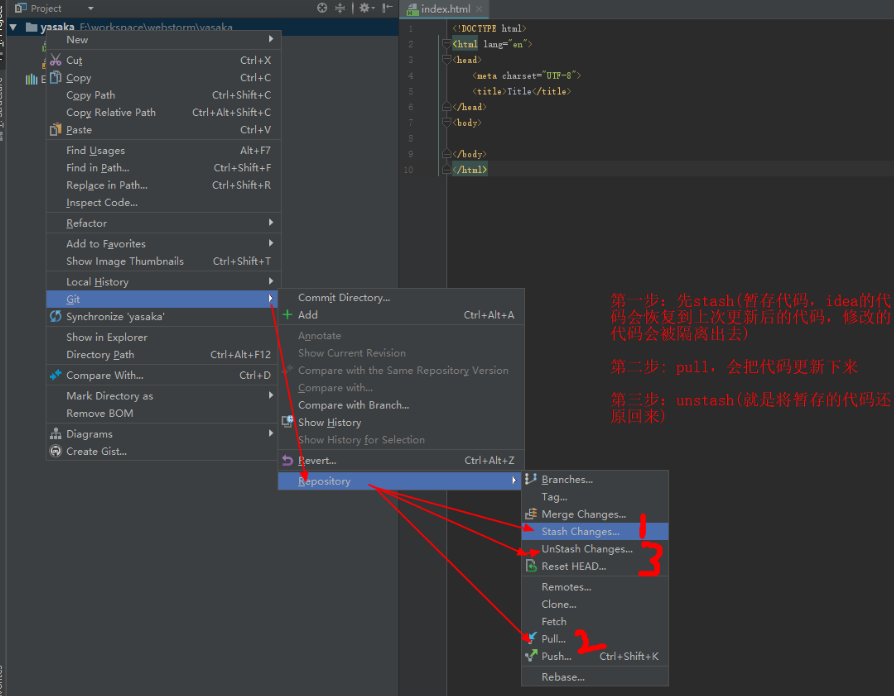 Project
index.html
yasaka F:\workspace\webstorm\yasaka
New
Cut Ctrl+X
Copy Ctrl+C
Copy Path Ctrl+Shift+C
Copy Relative Path Ctrl+Alt+Shift+C
Paste Ctrl+V
Find Usages Alt+F7
Find in Path... Ctrl+Shift+F
Replace in Path... Ctrl+Shift+R
Inspect Code...
Refactor
Add to Favorites
Show Image Thumbnails Ctrl+Shift+T
Local History
Git
Synchronize 'yasaka'
Show in Explorer
Directory Path Ctrl+Alt+F12
Compare With... Ctrl+D
Mark Directory as
Remove BOM
Diagrams
Create Gist...
Commit Directory...
Add Ctrl+Alt+A
Annotate
Show Current Revision
Compare with the Same Repository Version
Compare with...
Compare with Branch...
Show History
Show History for Selection
Revert... Ctrl+Alt+Z
Repository
Branches...
Tag...
Merge Changes...
Stash Changes... 1
UnStash Changes... 3
Reset HEAD...
Remotes...
Clone...
Fetch
Pull... 2
Push... Ctrl+Shift+K
Rebase...
1 <!DOCTYPE html>
2 <html lang="en">
3 <head>
4 <meta charset="UTF-8">
5 <title>Title</title>
6 </head>
7 <body>
8
9 </body>
10 </html>
第一步：先stash(暂存代码，idea的代
码会恢复到上次更新后的代码，修改的
代码会被隔离出去)
第二步：pull，会把代码更新下来
第三步：unstash(就是将暂存的代码还
原回来)